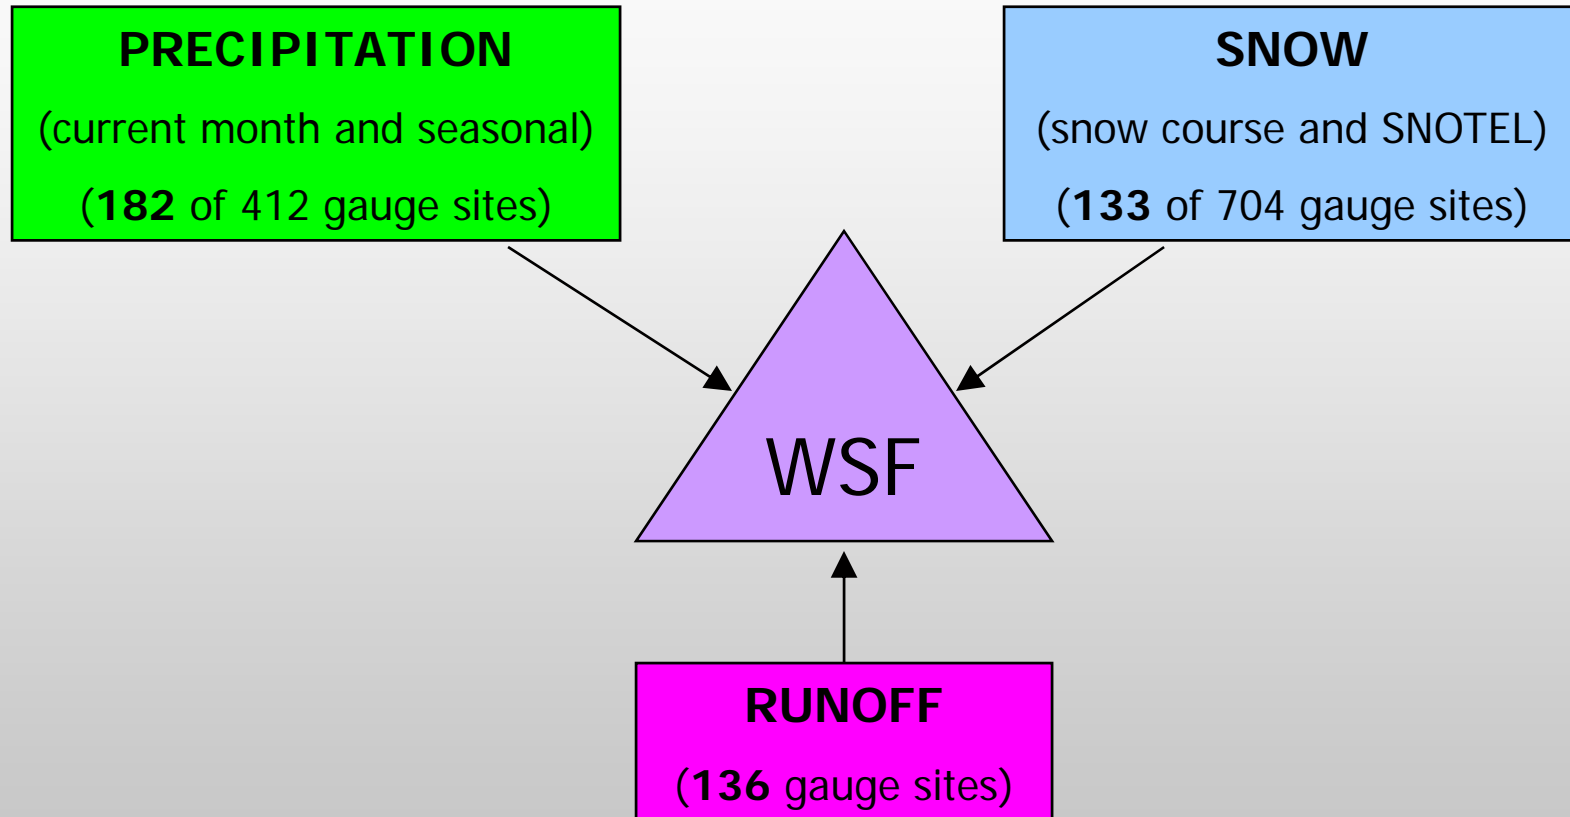 PRECIPITATION
(current month and seasonal)
(182 of 412 gauge sites)
SNOW
(snow course and SNOTEL)
(133 of 704 gauge sites)
WSF
RUNOFF
(136 gauge sites)